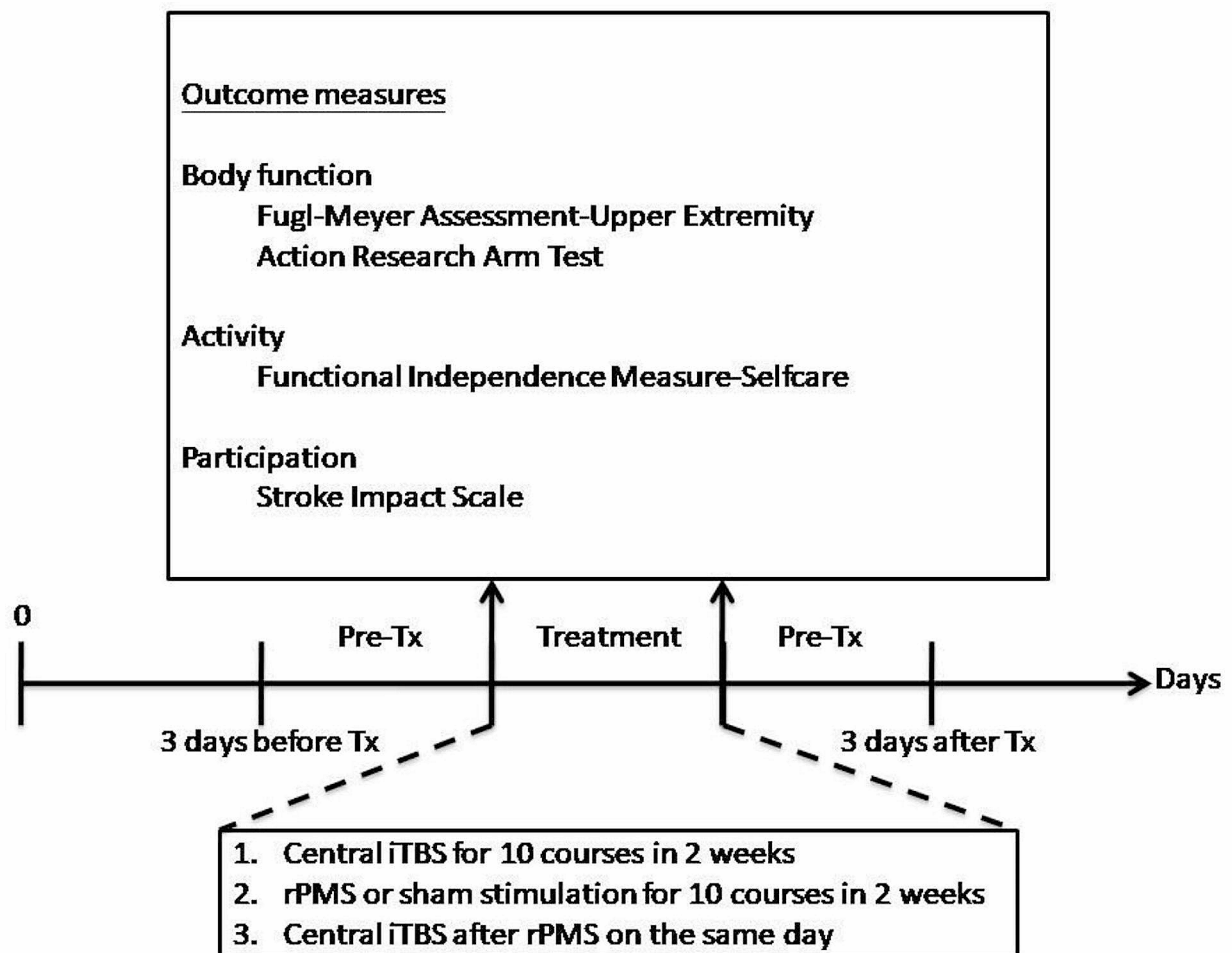 Outcome measures
Body function
Fugl-Meyer Assessment-Upper Extremity
Action Research Arm Test
Activity
Functional Independence Measure-Selfcare
Participation
Stroke Impact Scale
0
Pre-Tx
Treatment
Pre-Tx
Days
3 days before Tx
3 days after Tx
1. Central iTBS for 10 courses in 2 weeks
2. rPMS or sham stimulation for 10 courses in 2 weeks
3. Central iTBS after rPMS on the same day